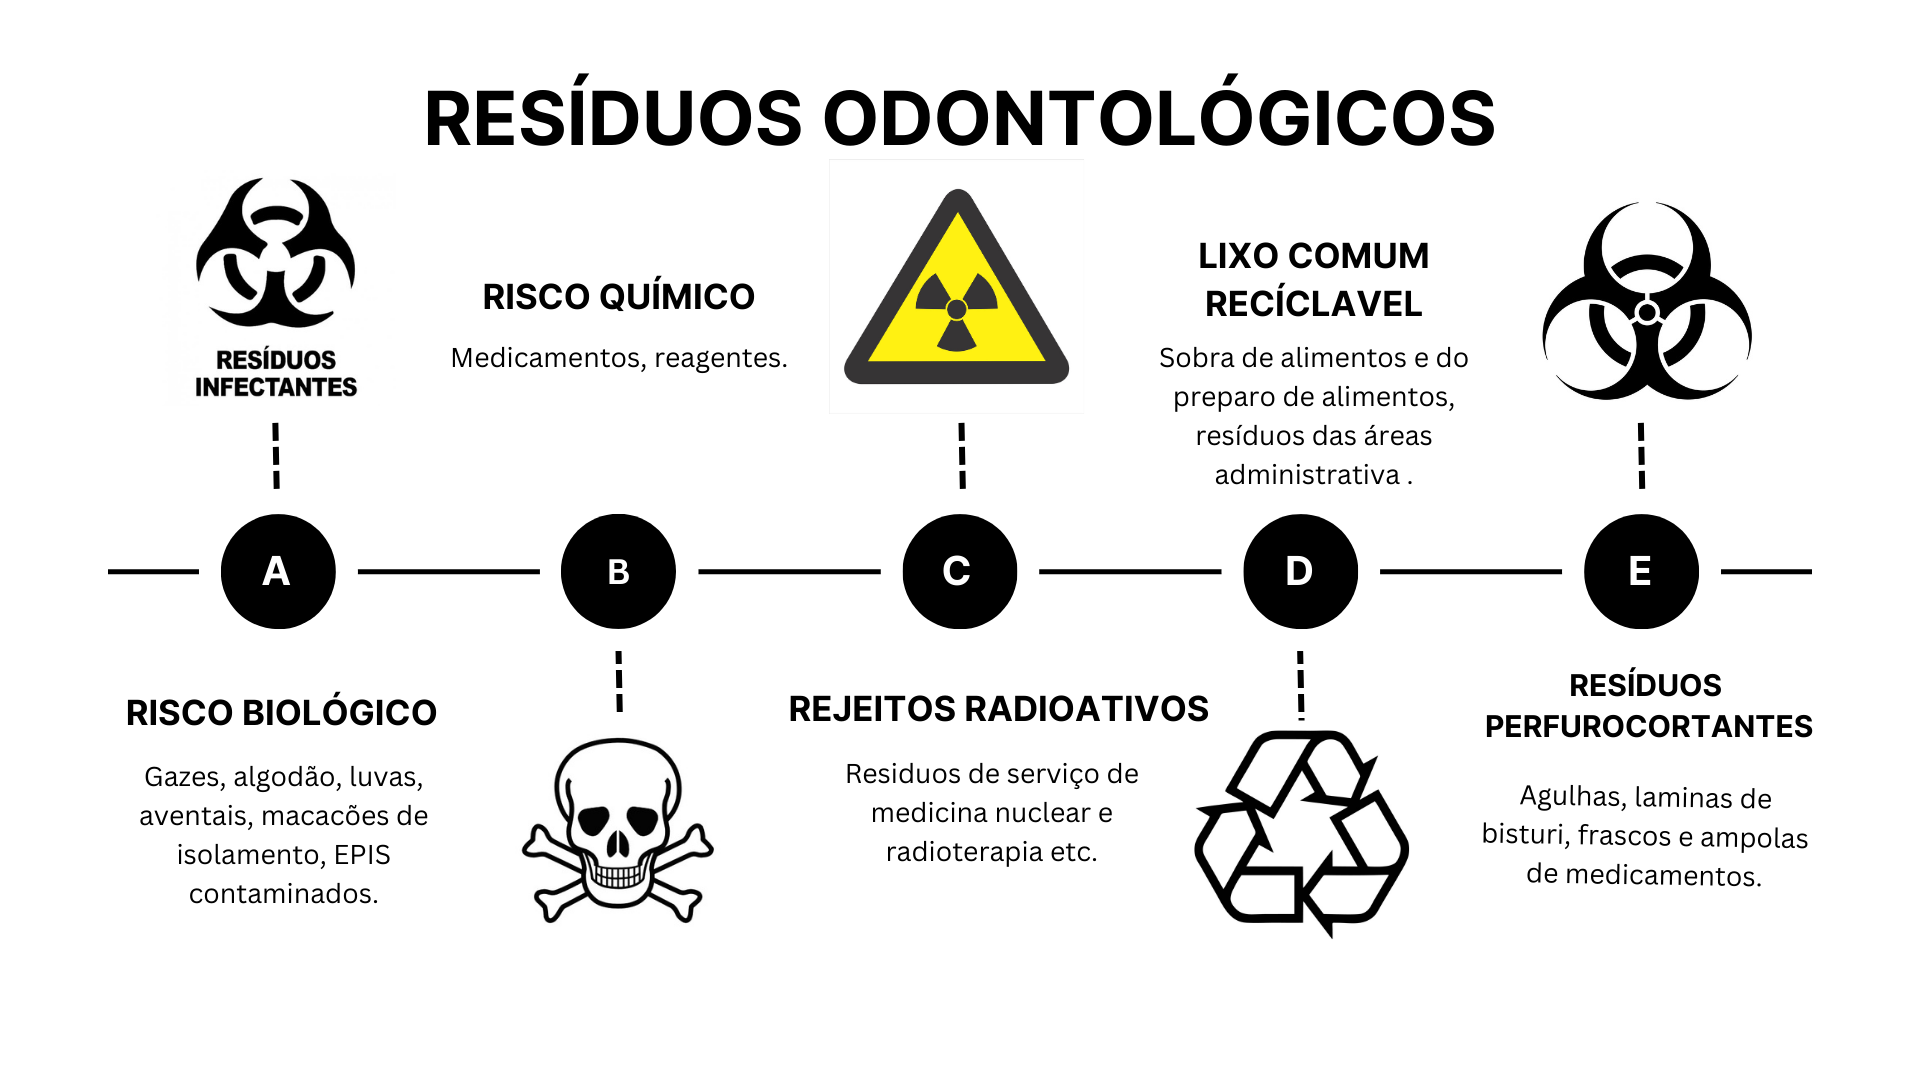 RESÍDUOS ODONTOLÓGICOS
RESÍDUOS
INFECTANTES
RISCO QUÍMICO
Medicamentos, reagentes.
LIXO COMUM
RECÍCLAVEL
Sobra de alimentos e do
preparo de alimentos,
resíduos das áreas
administrativa .
A
B
C
D
E
RISCO BIOLÓGICO
Gazes, algodão, luvas,
aventais, macacões de
isolamento, EPIS
contaminados.
REJEITOS RADIOATIVOS
Residuos de serviço de
medicina nuclear e
radioterapia etc.
RESÍDUOS
PERFUROCORTANTES
Agulhas, laminas de
bisturi, frascos e ampolas
de medicamentos.